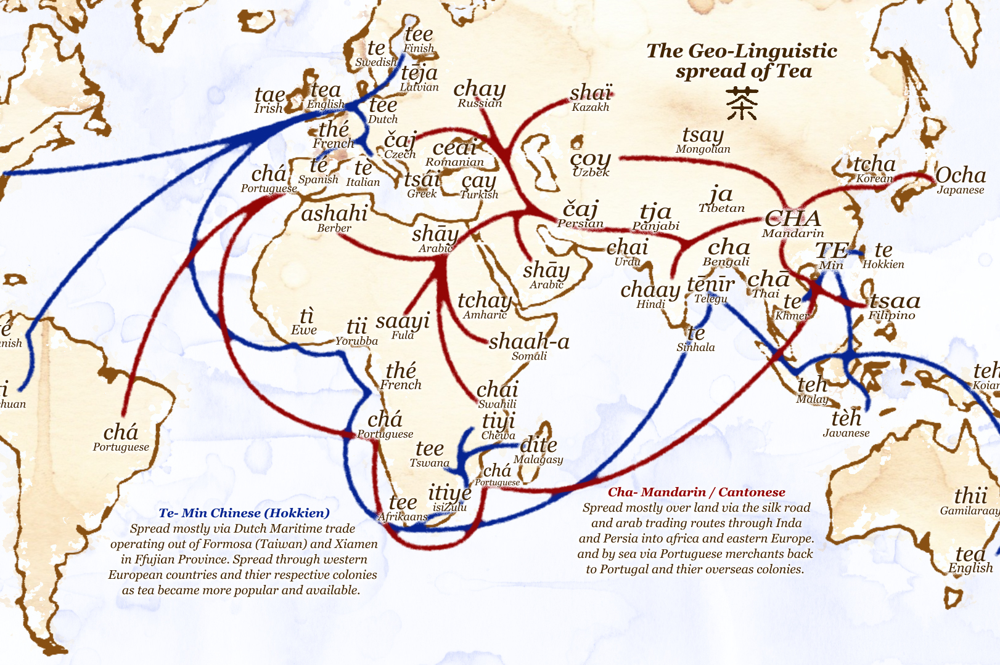 The Geo-Linguistic
spread of Tea
茶
tee
Finish
te
Swedish
tēja
Latvian
tae
Irish
tea
English
tee
Dutch
chay
Russian
shaï
Kazakh
thé
French
čaj
Czech
ceai
Romanian
tsay
Mongolian
chá
Portuguese
té
Spanish
tè
Italian
tsái
Greek
çay
Turkish
çoy
Uzbek
tcha
Korean
Ocha
Japanese
ashahi
Berber
shāy
Arabic
čaj
Persian
tja
Panjabi
ja
Tibetan
CHA
Mandarin
chai
Urdu
cha
Bengali
TE
Min
te
Hokkien
shāy
Arabic
chaay
Hindi
tenīr
Telegu
chā
Thai
te
Khmer
tsaa
Filipino
tì
Ewe
tii
Yorubba
saayi
Fula
tchay
Amharic
shaah-a
Somali
te
Sinhala
é
nish
i
huan
thé
French
chai
Swahili
teh
Malay
teh
Koiar
chá
Portuguese
chá
Portuguese
tiyi
Chewa
tee
Tswana
dite
Malagasy
chá
Portuguese
tèh
Javanese
itiye
isiZulu
tee
Afrikaans
thii
Gamilaraay
tea
English
Te- Min Chinese (Hokkien)
Spread mostly via Dutch Maritime trade
operating out of Formosa (Taiwan) and Xiamen
in Ffujian Province. Spread through western
European countries and thier respective colonies
as tea became more popular and available.
Cha- Mandarin / Cantonese
Spread mostly over land via the silk road
and arab trading routes through Inda
and Persia into africa and eastern Europe.
and by sea via Portuguese merchants back
to Portugal and thier overseas colonies.